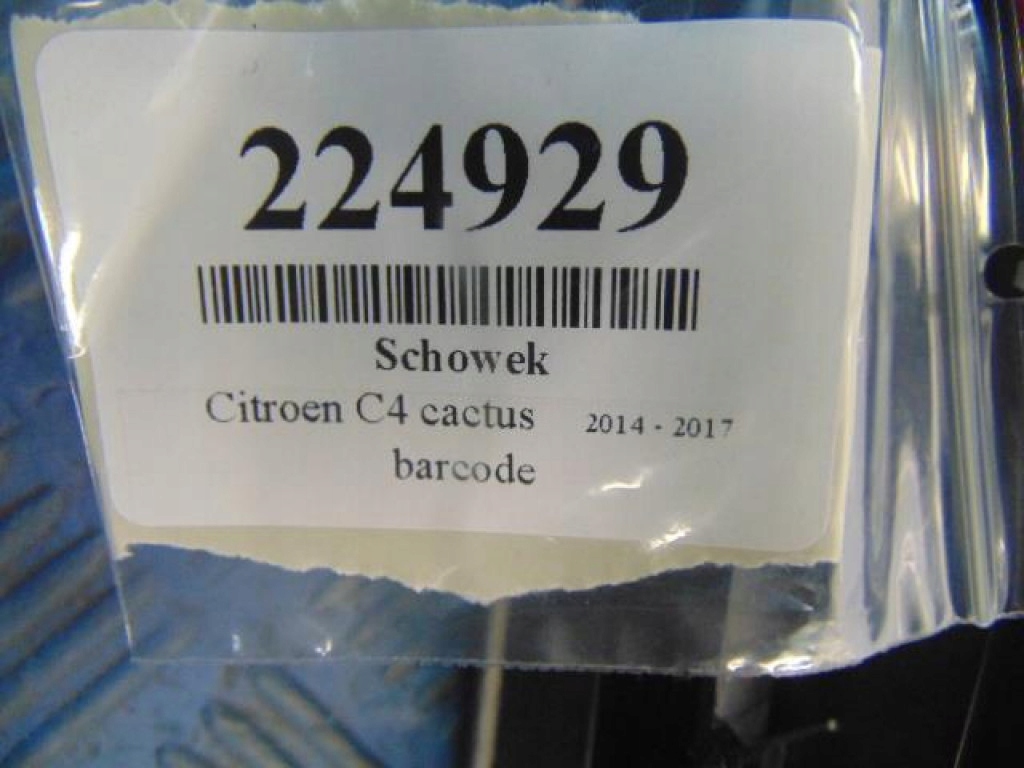 224929
Schowek
Citroen C4 cactus 2014 - 2017
barcode